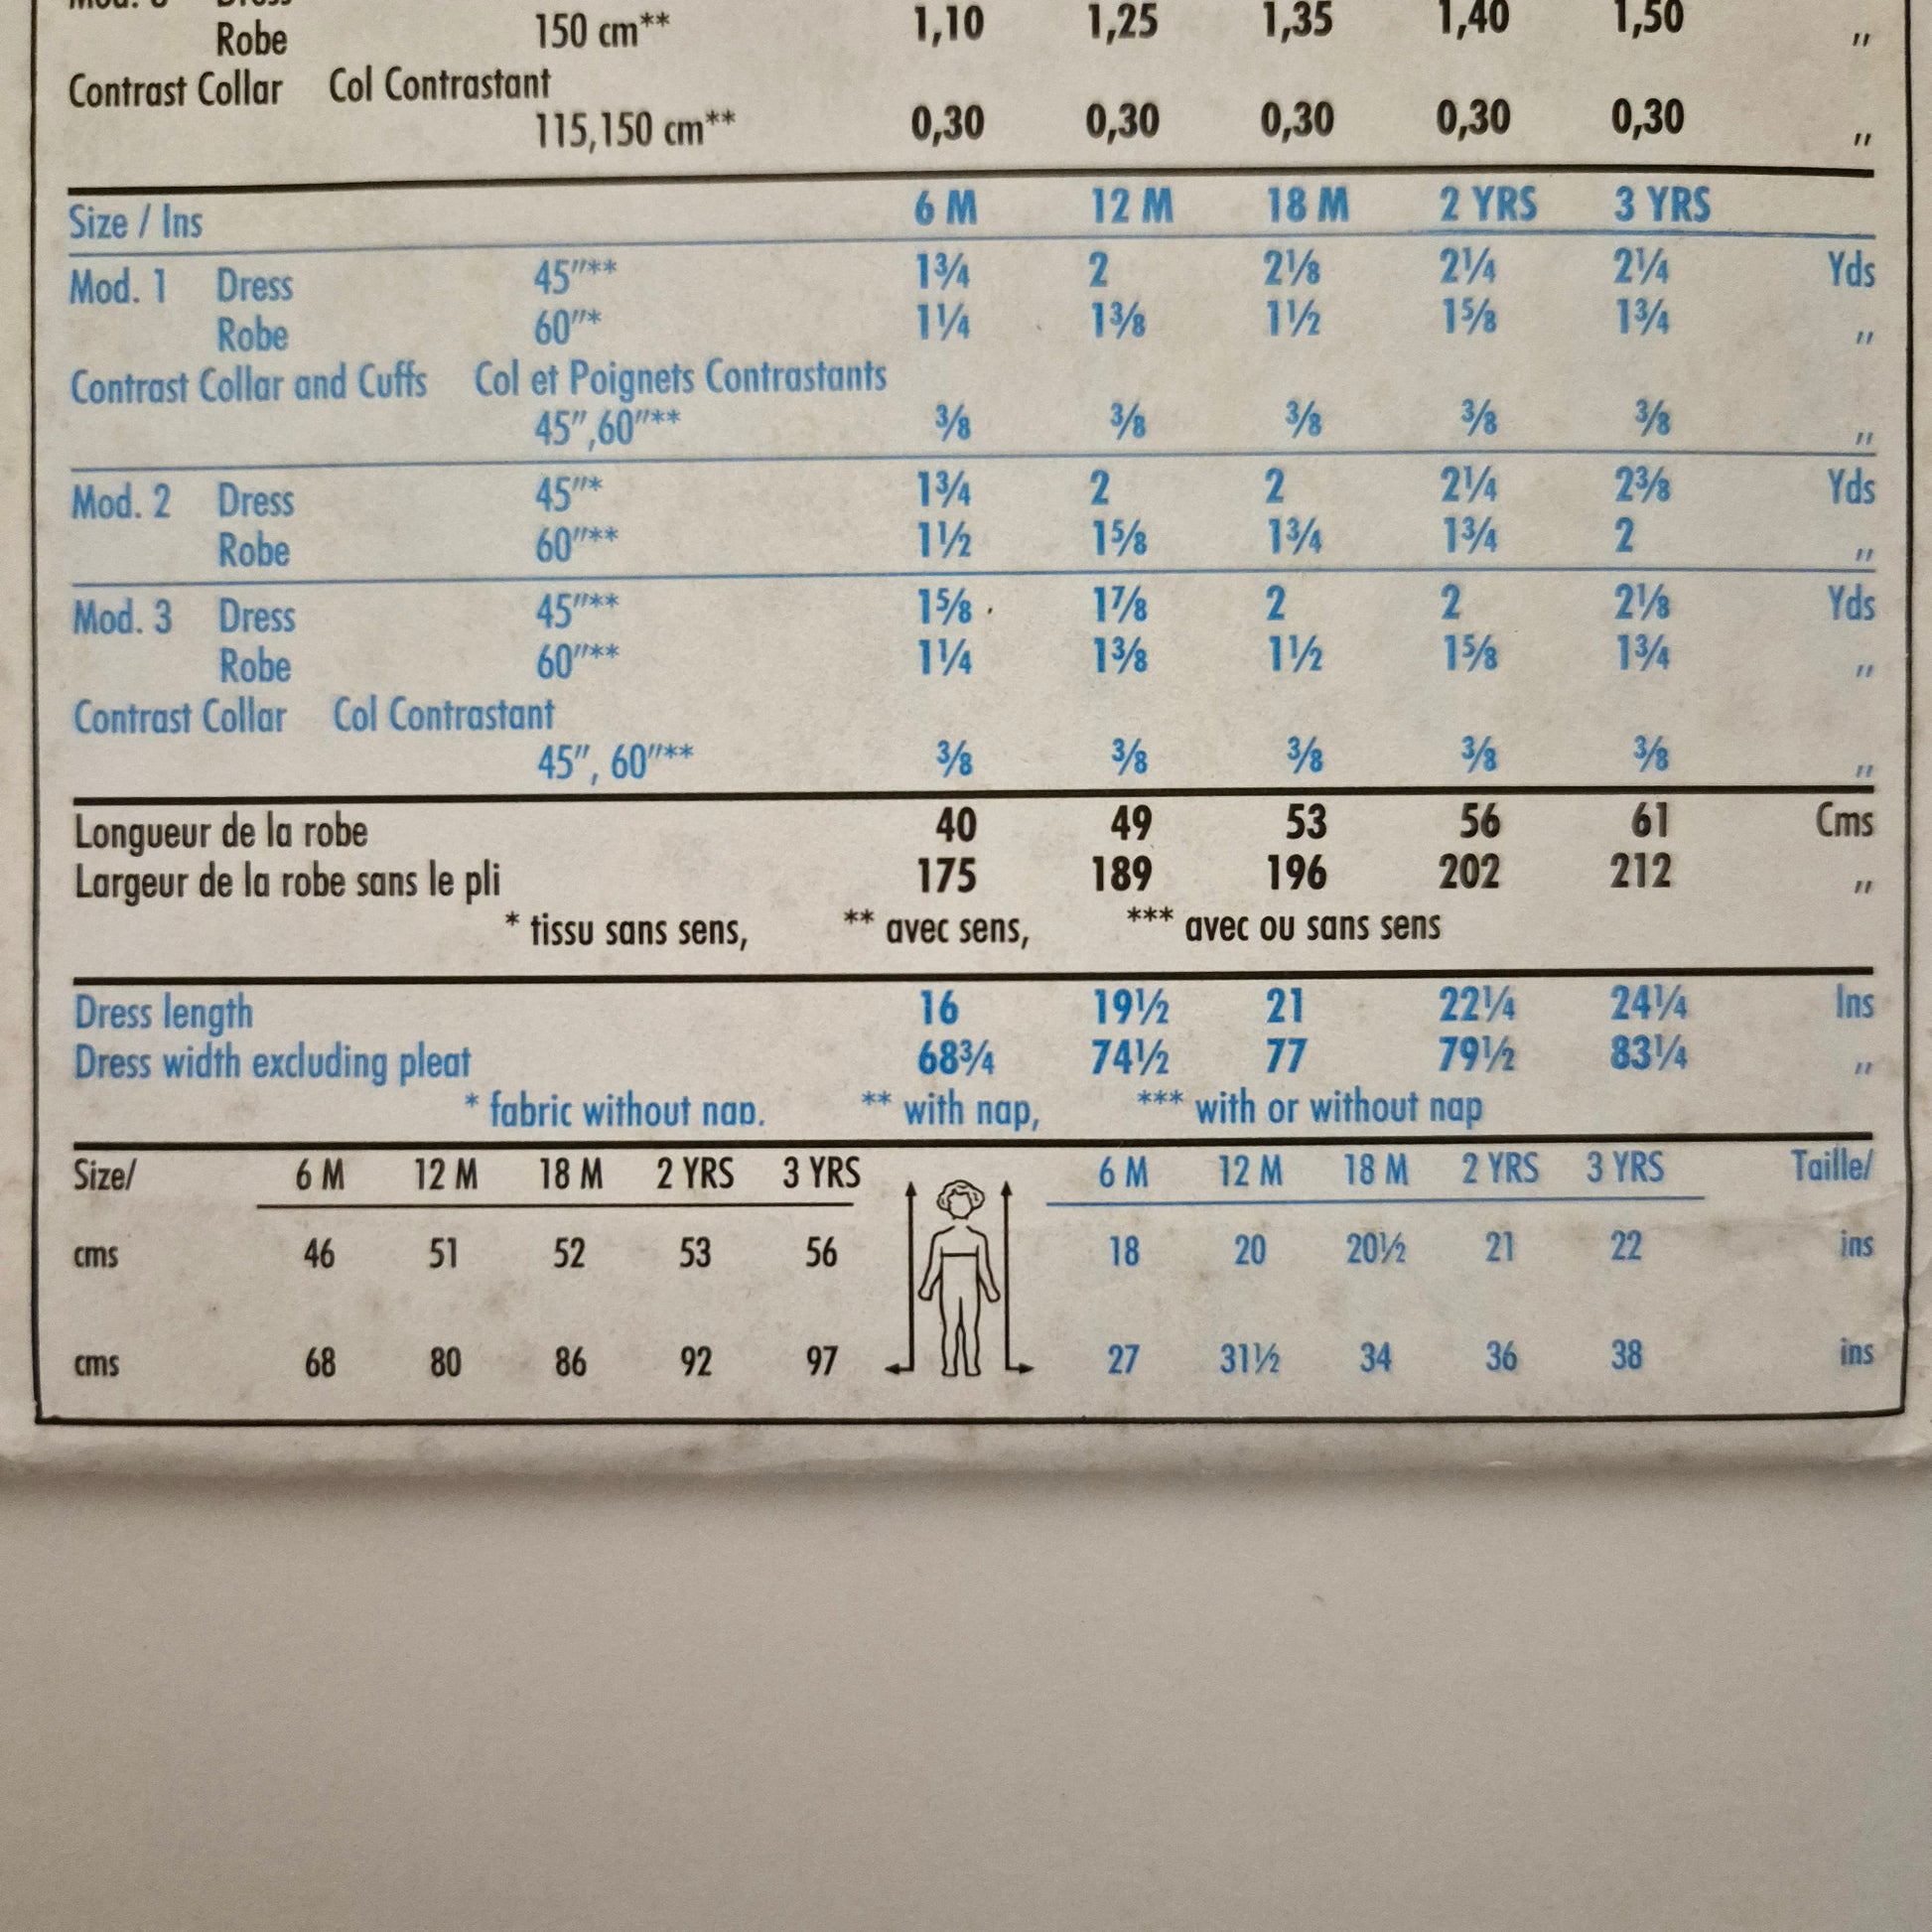 Robe 150 cm** 1,10 1,25 1,35 1,40 1,50 ,,
Contrast Collar Col Contrastant
115,150 cm** 0,30 0,30 0,30 0,30 0,30 ,,
Size / Ins 6 M 12 M 18 M 2 YRS 3 YRS
Mod. 1 Dress 45"** 1¾ 2 2⅛ 2¼ 2¼ Yds
Robe 60"* 1¼ 1⅜ 1½ 1⅝ 1¾ ,,
Contrast Collar and Cuffs Col et Poignets Contrastants
45",60"** ⅜ ⅜ ⅜ ⅜ ⅜ ,,
Mod. 2 Dress 45"* 1¾ 2 2 2¼ 2⅜ Yds
Robe 60"** 1½ 1⅝ 1¾ 1¾ 2 ,,
Mod. 3 Dress 45"** 1⅝ 1⅞ 2 2 2⅛ Yds
Robe 60"** 1¼ 1⅜ 1½ 1⅝ 1¾ ,,
Contrast Collar Col Contrastant
45", 60"** ⅜ ⅜ ⅜ ⅜ ⅜ ,,
Longueur de la robe 40 49 53 56 61 Cms
Largeur de la robe sans le pli 175 189 196 202 212 ,,
* tissu sans sens, ** avec sens, *** avec ou sans sens
Dress length 16 19½ 21 22¼ 24¼ Ins
Dress width excluding pleat 68¾ 74½ 77 79½ 83¼ ,,
* fabric without nap. ** with nap, *** with or without nap
Size/ 6 M 12 M 18 M 2 YRS 3 YRS 6 M 12 M 18 M 2 YRS 3 YRS Taille/
cms 46 51 52 53 56 18 20 20½ 21 22 ins
cms 68 80 86 92 97 27 31½ 34 36 38 ins